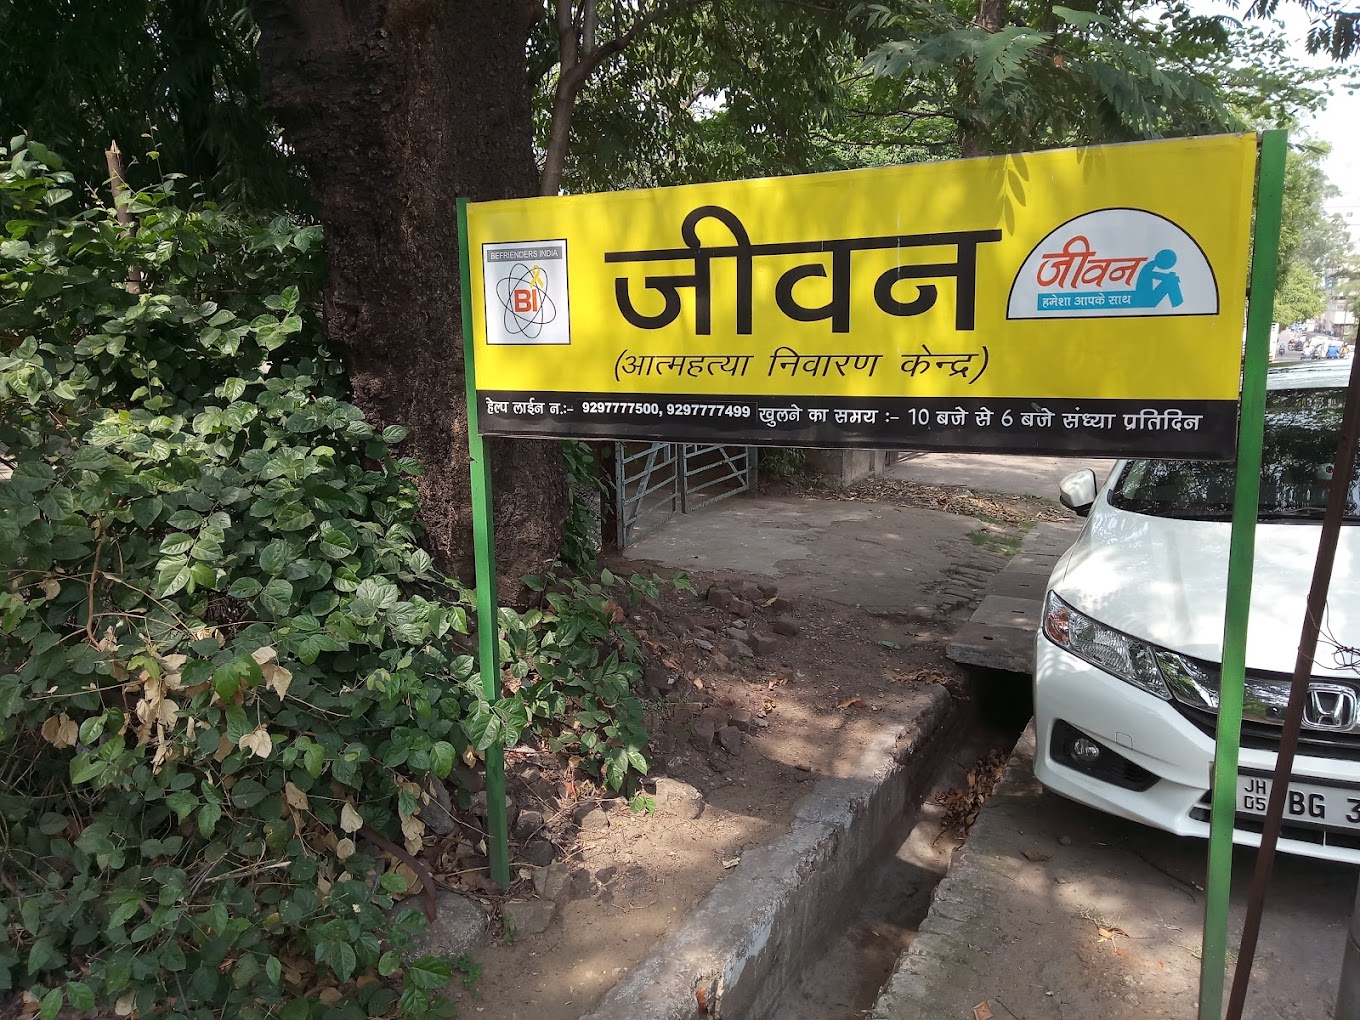 BEFRIENDERS INDIA
BI
जीवन
(आत्महत्या निवारण केन्द्र)
जीवन
हमेशा आपके साथ
हेल्प लाईन न.:- 9297777500, 9297777499 खुलने का समय :- 10 बजे से 6 बजे संध्या प्रतिदिन
JH
05
BG 3